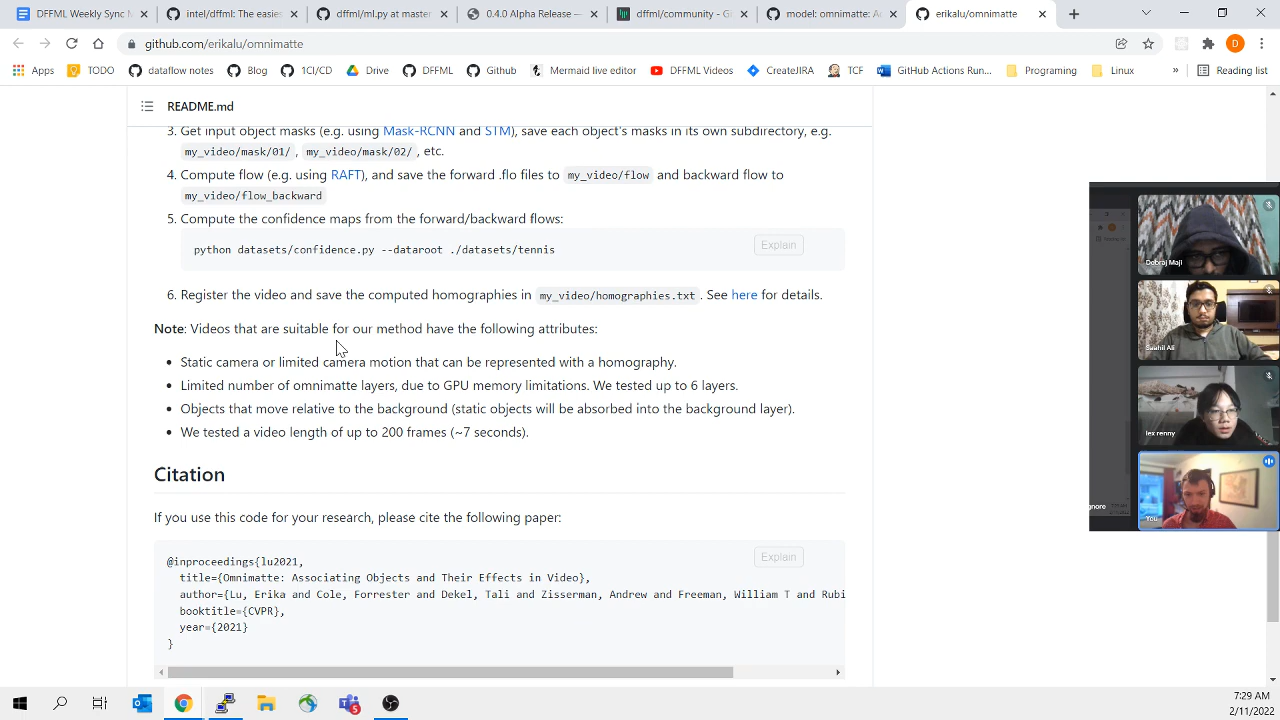 DFFML Weekly Sync M
intel/dffml: The easies
dffml/ml.py at master
0.4.0 Alpha Release —
dffml/community - Gi
model: omnimatte: Ad
erikalu/omnimatte
github.com/erikalu/omnimatte
Apps
TODO
dataflow notes
Blog
1CI/CD
Drive
DFFML
Github
Mermaid live editor
DFFML Videos
CreateJIRA
TCF
GitHub Actions Run...
Programing
Linux
»
Reading list
README.md
3. Get input object masks (e.g. using Mask-RCNN and STM), save each object's masks in its own subdirectory, e.g.
my_video/mask/01/ , my_video/mask/02/ , etc.
4. Compute flow (e.g. using RAFT), and save the forward .flo files to my_video/flow and backward flow to
my_video/flow_backward
5. Compute the confidence maps from the forward/backward flows:
python datasets/confidence.py --dataroot ./datasets/tennis
Explain
6. Register the video and save the computed homographies in my_video/homographies.txt . See here for details.
Note: Videos that are suitable for our method have the following attributes:
• Static camera or limited camera motion that can be represented with a homography.
• Limited number of omnimatte layers, due to GPU memory limitations. We tested up to 6 layers.
• Objects that move relative to the background (static objects will be absorbed into the background layer).
• We tested a video length of up to 200 frames (~7 seconds).
Citation
If you use this code for your research, please cite the following paper:
Explain
@inproceedings{lu2021,
title={Omnimatte: Associating Objects and Their Effects in Video},
author={Lu, Erika and Cole, Forrester and Dekel, Tali and Zisserman, Andrew and Freeman, William T and Rubi
booktitle={CVPR},
year={2021}
}
Dobraj Maji
Saahil Ali
lex renny
gnore
You
7:29 AM
2/11/2022